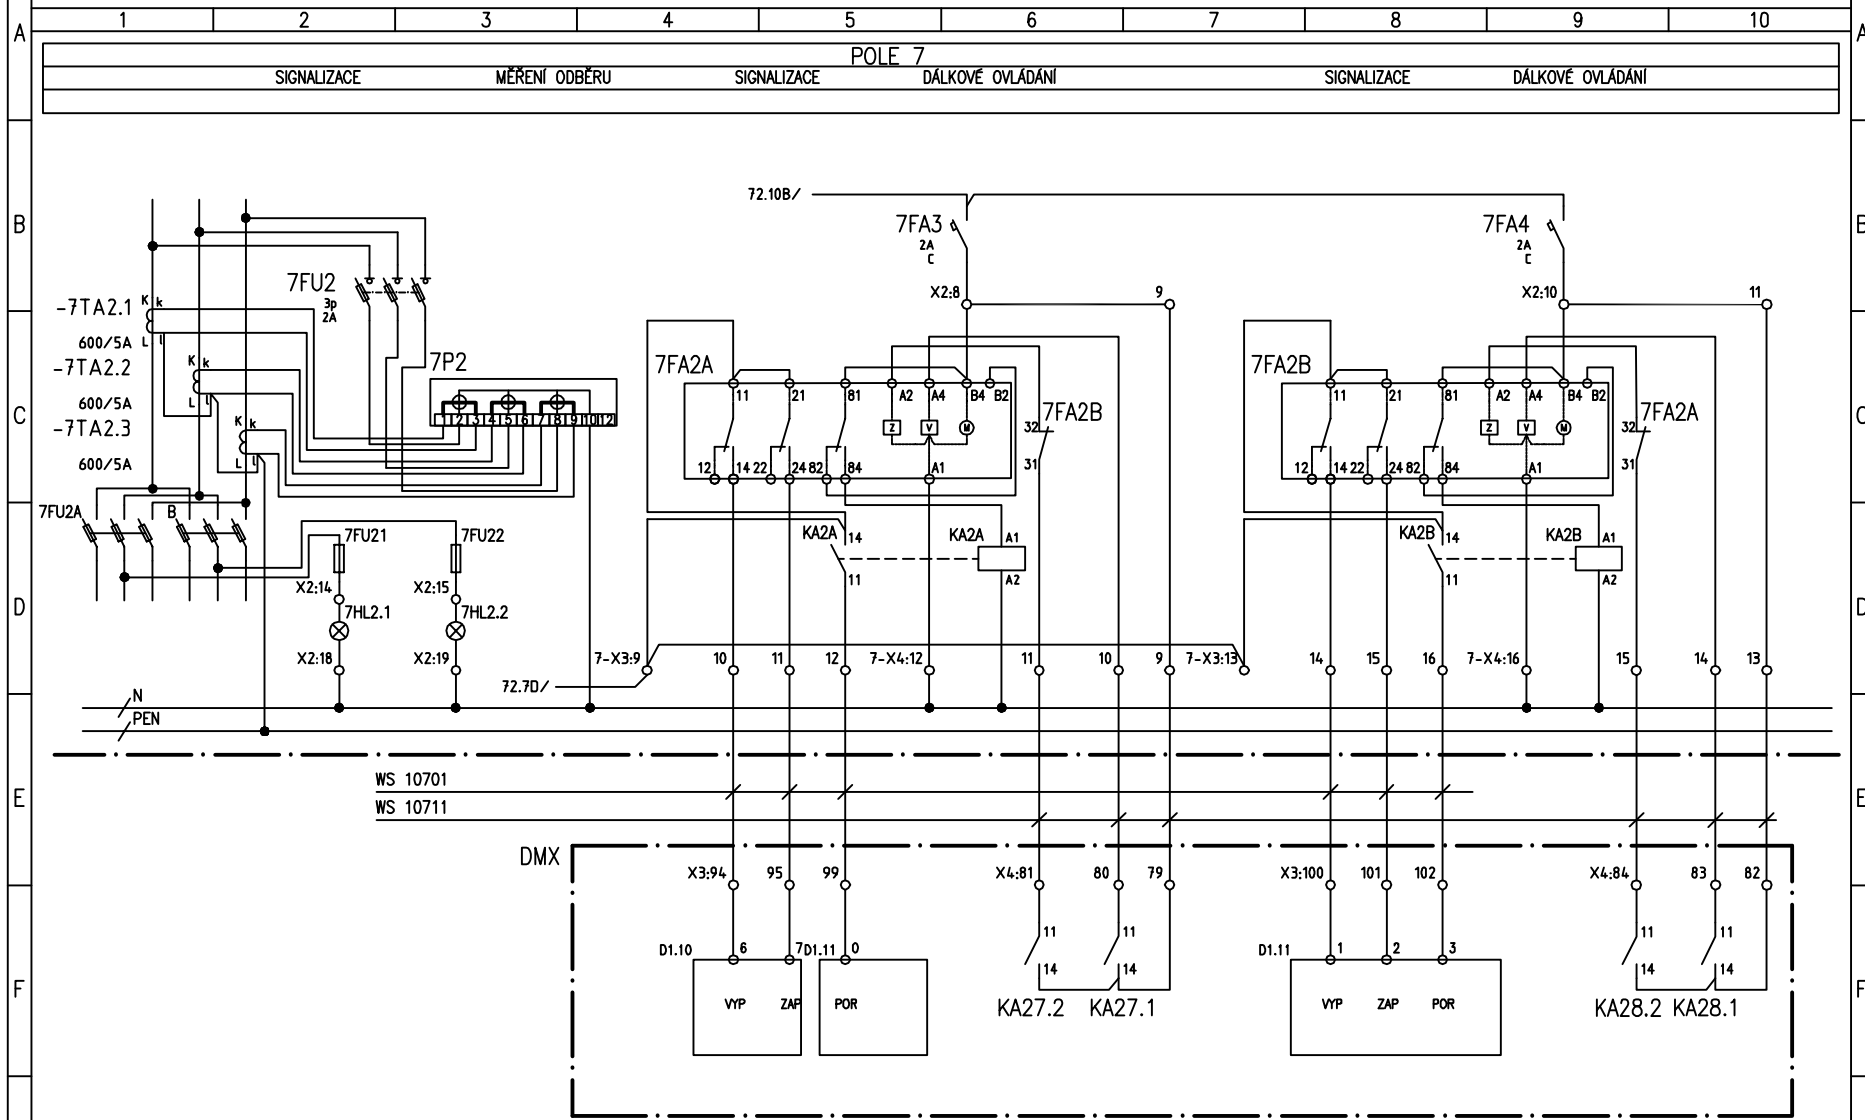 1 2 3 4 5 6 7 8 9 10
A A
POLE 7
SIGNALIZACE MĚŘENÍ ODBĚRU SIGNALIZACE DÁLKOVÉ OVLÁDÁNÍ SIGNALIZACE DÁLKOVÉ OVLÁDÁNÍ
72.10B/
B 7FA3 7FA4 B
2A 2A
C C
7FU2
3p
2A
X2:8 9 X2:10 11
-7TA2.1 K k
600/5A L l
-7TA2.2 K k
600/5A L l
-7TA2.3 K k
600/5A L l
7P2
1 2 3 4 5 6 7 8 9 10 12
7FA2A 7FA2B
11 21 81 A2 A4 B4 B2 11 21 81 A2 A4 B4 B2
C 7FA2B 7FA2A C
Z V M 32 Z V M 32
31 31
12 14 22 24 82 84 A1 12 14 22 24 82 84 A1
7FU2A B 7FU21 7FU22
KA2A 14 KA2A A1 KA2B 14 KA2B A1
11 A2 11 A2
X2:14 X2:15
D 7HL2.1 7HL2.2 D
X2:18 X2:19 7-X3:9 10 11 12 7-X4:12 11 10 9 7-X3:13 14 15 16 7-X4:16 15 14 13
72.7D/
N
PEN
E WS 10701 E
WS 10711
DMX
X3:94 95 99 X4:81 80 79 X3:100 101 102 X4:84 83 82
11 11 11 11
D1.10 6 7 D1.11 0 D1.11 1 2 3
14 14 14 14
F VYP ZAP POR KA27.2 KA27.1 VYP ZAP POR KA28.2 KA28.1 F